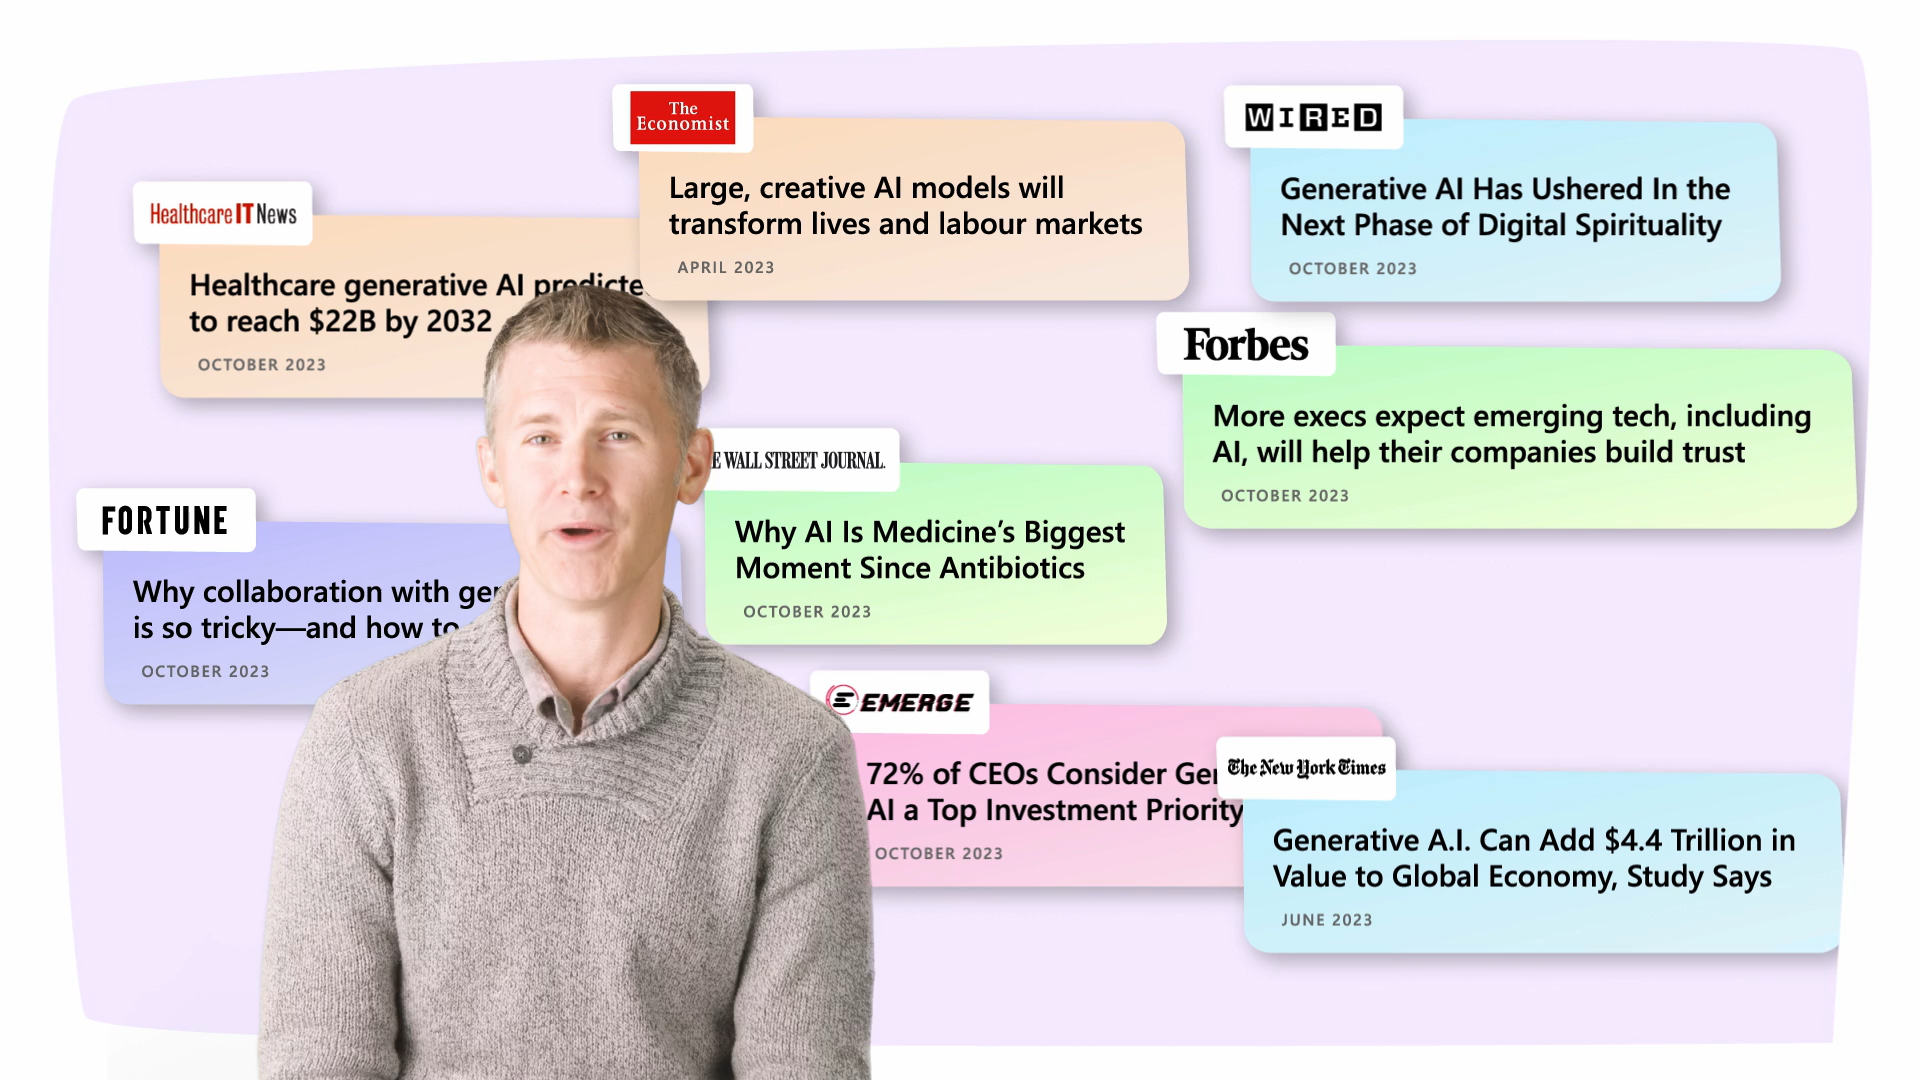 The
Economist
Large, creative AI models will
transform lives and labour markets
APRIL 2023
WIRED
Generative AI Has Ushered In the
Next Phase of Digital Spirituality
OCTOBER 2023
Healthcare IT News
Healthcare generative AI
to reach $22B by 2032
OCTOBER 2023
Forbes
More execs expect emerging tech, including
AI, will help their companies build trust
OCTOBER 2023
WALL STREET JOURNAL.
Why AI Is Medicine’s Biggest
Moment Since Antibiotics
OCTOBER 2023
FORTUNE
Why collaboration with
is so tricky—and how to
OCTOBER 2023
EMERGE
72% of CEOs Consider
AI a Top Investment Priority
OCTOBER 2023
The New York Times
Generative A.I. Can Add $4.4 Trillion in
Value to Global Economy, Study Says
JUNE 2023